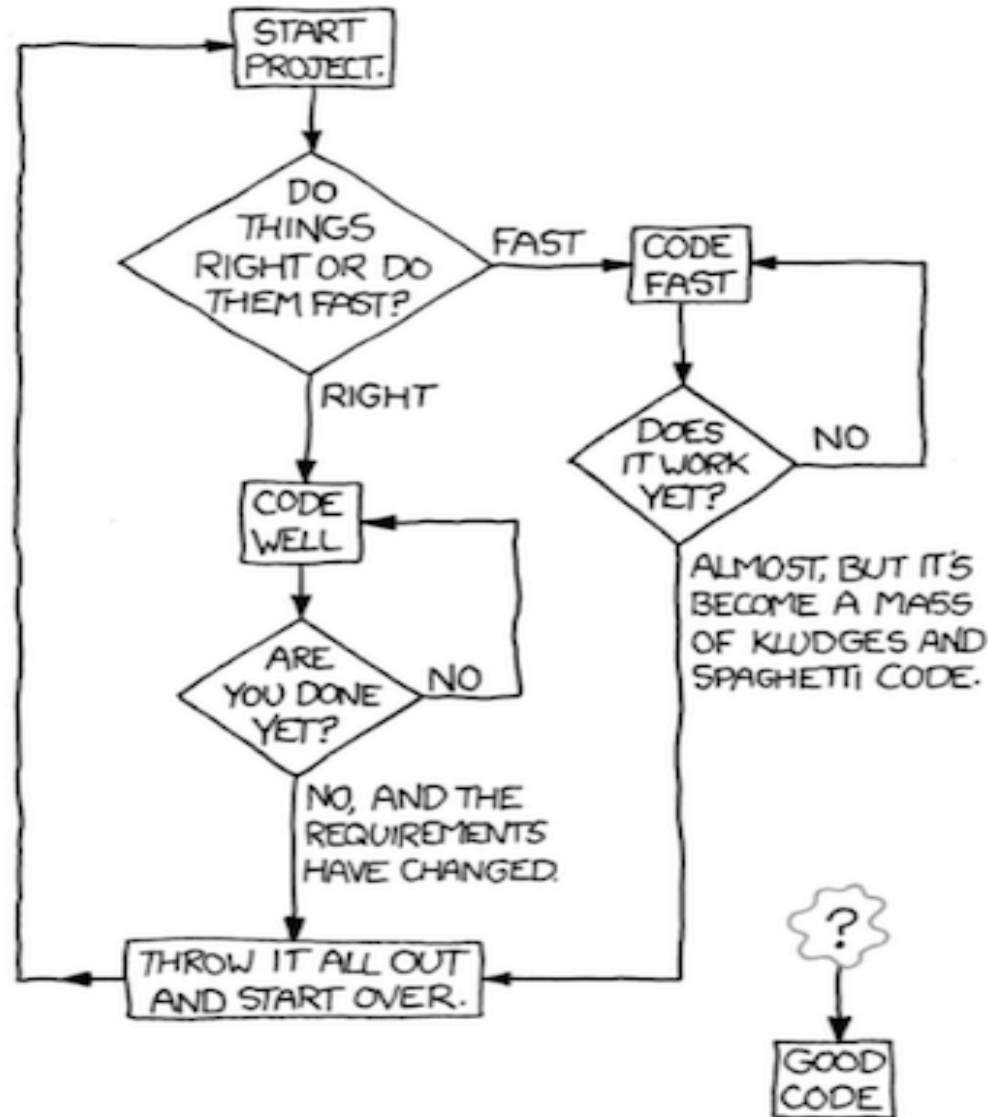 START
PROJECT.
DO
THINGS
RIGHT OR DO
THEM FAST?
FAST
CODE
FAST
RIGHT
DOES
IT WORK
YET?
NO
CODE
WELL
ALMOST, BUT IT'S
BECOME A MASS
OF KLUDGES AND
SPAGHETTI CODE.
ARE
YOU DONE
YET?
NO
NO, AND THE
REQUIREMENTS
HAVE CHANGED.
THROW IT ALL OUT
AND START OVER.
?
GOOD
CODE